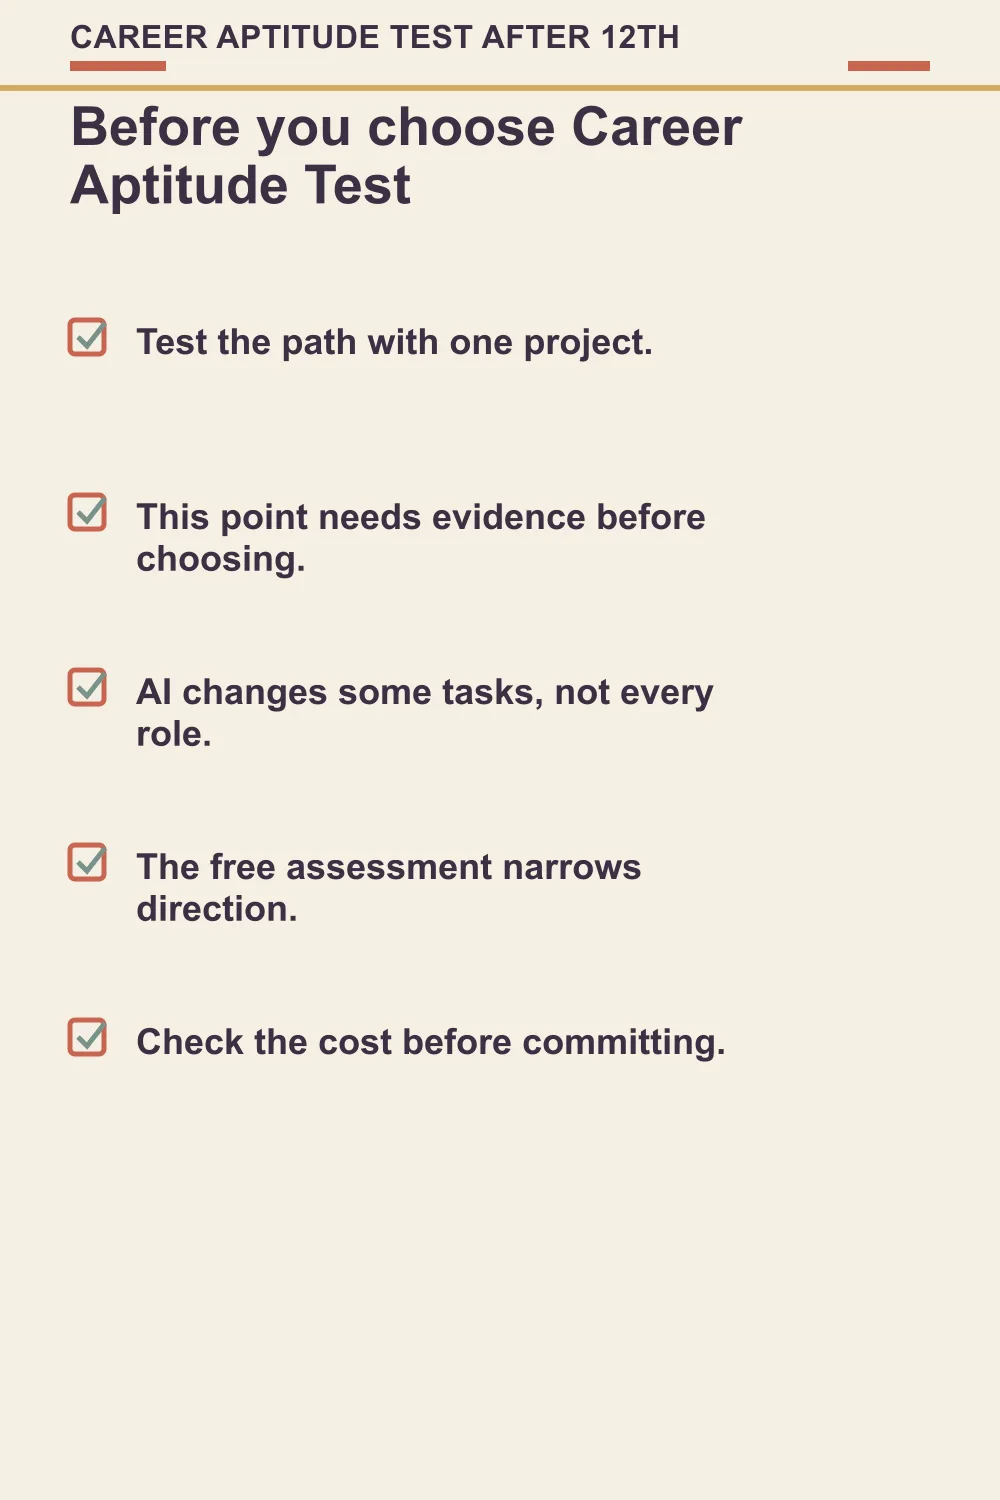 CAREER APTITUDE TEST AFTER 12TH
Before you choose Career
Aptitude Test
Test the path with one project.
This point needs evidence before
choosing.
AI changes some tasks, not every
role.
The free assessment narrows
direction.
Check the cost before committing.